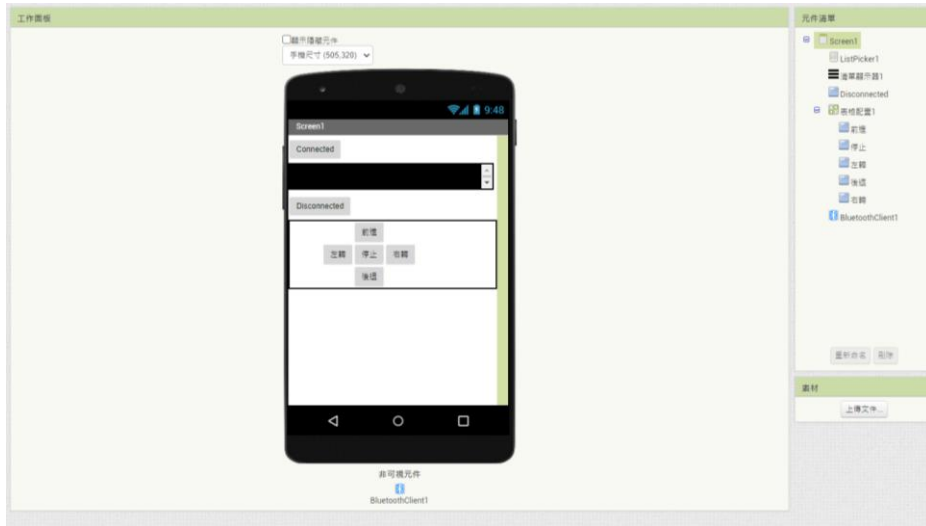 工作面板
顯示隱藏元件
手機尺寸 (505,320)
9:48
Screen1
Connected
Disconnected
前進
左轉 停止 右轉
後退
非可視元件
BluetoothClient1
元件清單
Screen1
ListPicker1
清單顯示器1
Disconnected
表格配置1
前進
停止
左轉
後退
右轉
BluetoothClient1
重新命名 刪除
素材
上傳文件...